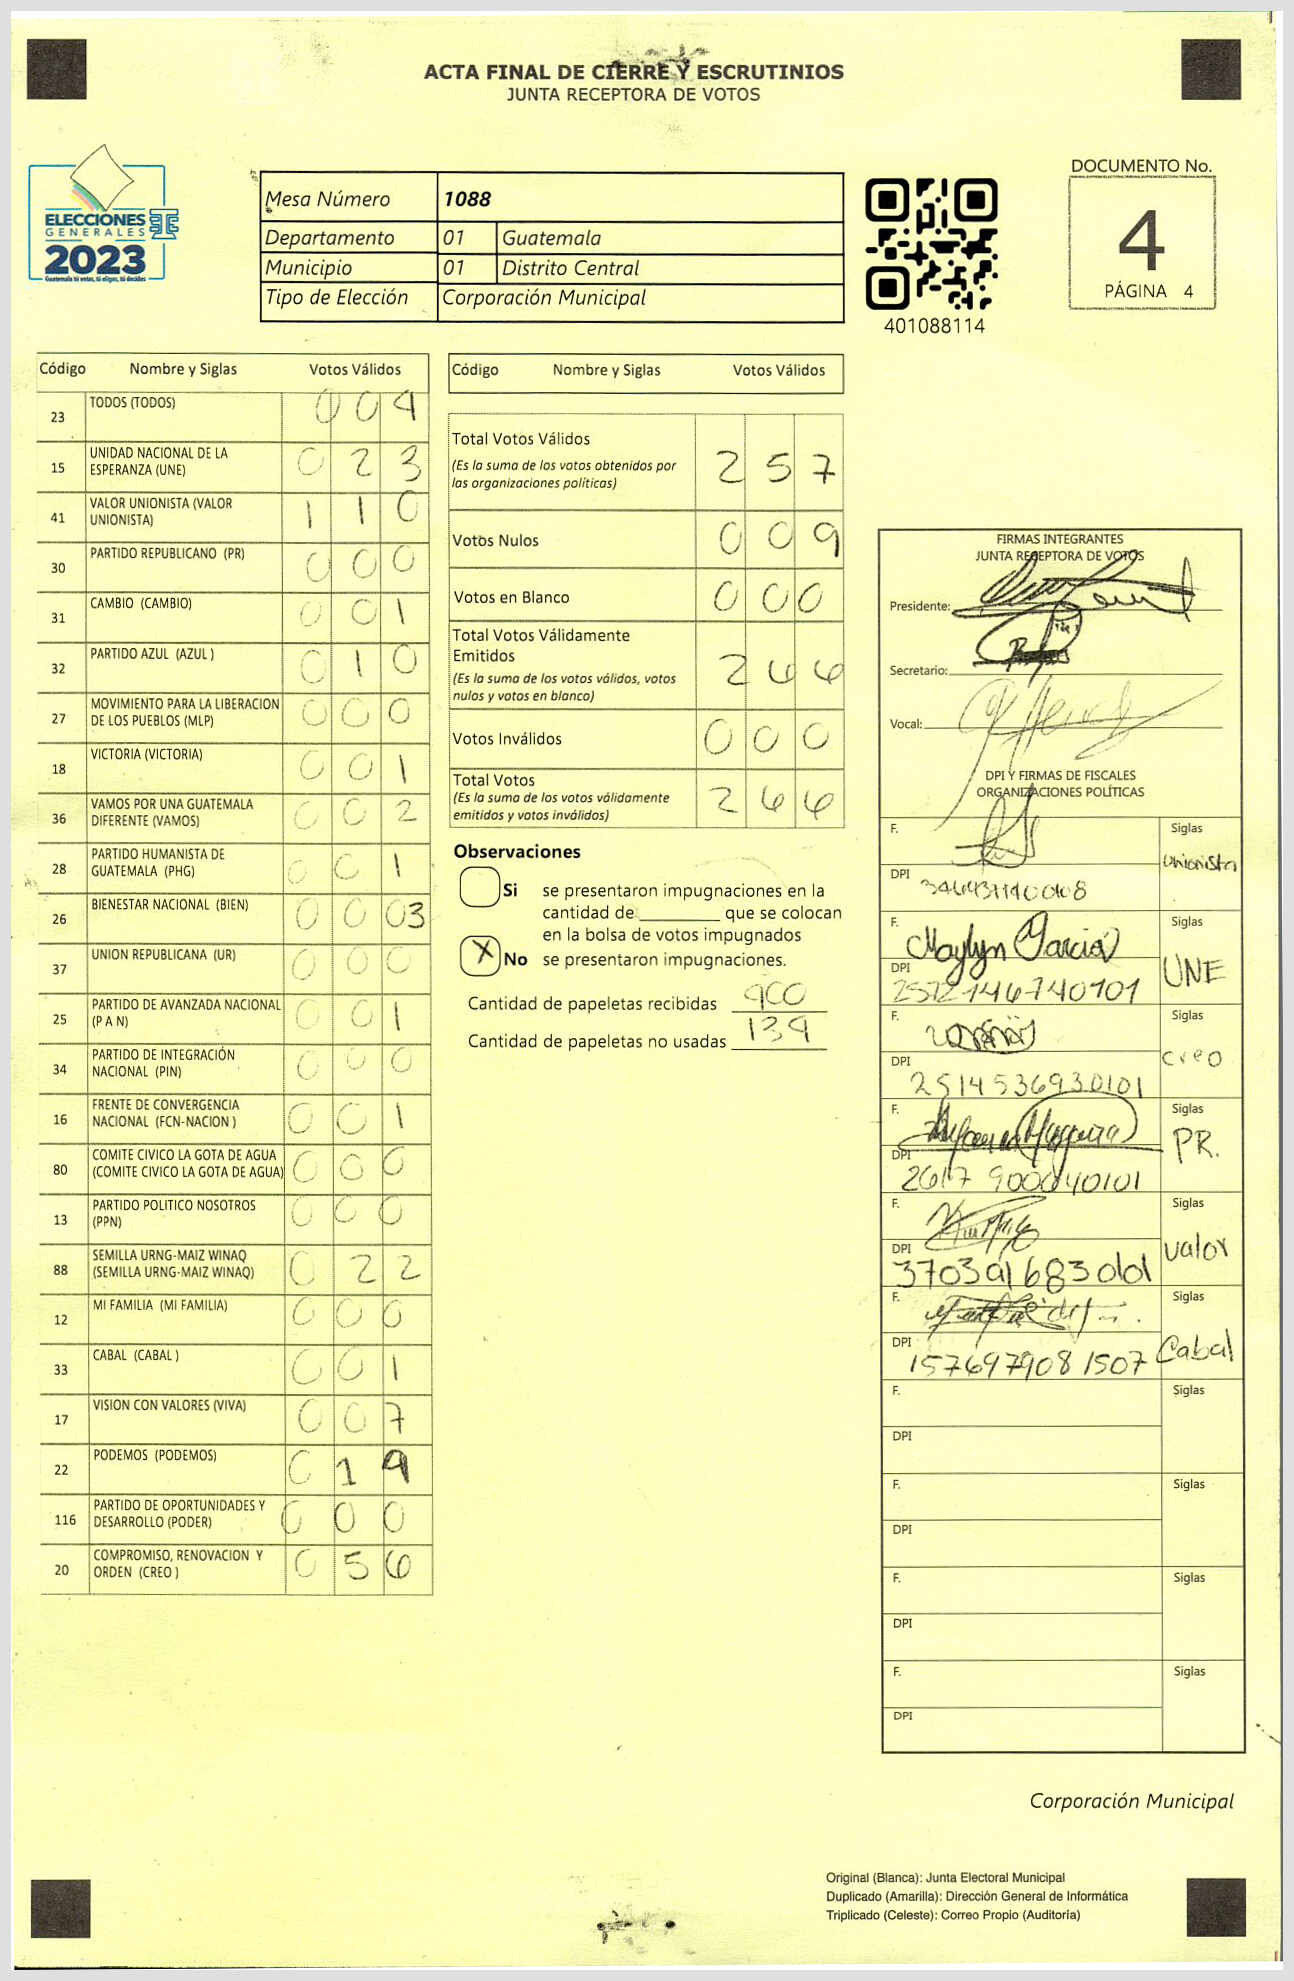 ACTA FINAL DE CIERRE Y ESCRUTINIOS
JUNTA RECEPTORA DE VOTOS
ELECCIONES
GENERALES
2023
Guatemala tú votas, tú eliges, tú decides
Mesa Número 1088
Departamento 01 Guatemala
Municipio 01 Distrito Central
Tipo de Elección Corporación Municipal
401088114
DOCUMENTO No.
4
PÁGINA 4
Código Nombre y Siglas Votos Válidos
23 TODOS (TODOS) 0 0 4
15 UNIDAD NACIONAL DE LA ESPERANZA (UNE) 0 2 3
41 VALOR UNIONISTA (VALOR UNIONISTA) 1 1 0
30 PARTIDO REPUBLICANO (PR) 0 0 0
31 CAMBIO (CAMBIO) 0 0 1
32 PARTIDO AZUL (AZUL ) 0 1 0
27 MOVIMIENTO PARA LA LIBERACION DE LOS PUEBLOS (MLP) 0 0 0
18 VICTORIA (VICTORIA) 0 0 1
36 VAMOS POR UNA GUATEMALA DIFERENTE (VAMOS) 0 0 2
28 PARTIDO HUMANISTA DE GUATEMALA (PHG) 0 0 1
26 BIENESTAR NACIONAL (BIEN) 0 0 03
37 UNION REPUBLICANA (UR) 0 0 0
25 PARTIDO DE AVANZADA NACIONAL (P A N) 0 0 1
34 PARTIDO DE INTEGRACIÓN NACIONAL (PIN) 0 0 0
16 FRENTE DE CONVERGENCIA NACIONAL (FCN-NACION ) 0 0 1
80 COMITE CIVICO LA GOTA DE AGUA (COMITE CIVICO LA GOTA DE AGUA) 0 0 0
13 PARTIDO POLITICO NOSOTROS (PPN) 0 0 0
88 SEMILLA URNG-MAIZ WINAQ (SEMILLA URNG-MAIZ WINAQ) 0 2 2
12 MI FAMILIA (MI FAMILIA) 0 0 0
33 CABAL (CABAL ) 0 0 1
17 VISION CON VALORES (VIVA) 0 0 7
22 PODEMOS (PODEMOS) 0 1 9
116 PARTIDO DE OPORTUNIDADES Y DESARROLLO (PODER) 0 0 0
20 COMPROMISO, RENOVACION Y ORDEN (CREO ) 0 5 6
Código Nombre y Siglas Votos Válidos
Total Votos Válidos 2 5 7
(Es la suma de los votos obtenidos por
las organizaciones políticas)
Votos Nulos 0 0 9
Votos en Blanco 0 0 0
Total Votos Válidamente
Emitidos 2 6 6
(Es la suma de los votos válidos, votos
nulos y votos en blanco)
Votos Inválidos 0 0 0
Total Votos 2 6 6
(Es la suma de los votos válidamente
emitidos y votos inválidos)
Observaciones
Si se presentaron impugnaciones en la
cantidad de ________ que se colocan
en la bolsa de votos impugnados
X No se presentaron impugnaciones.
Cantidad de papeletas recibidas 400
Cantidad de papeletas no usadas 134
FIRMAS INTEGRANTES
JUNTA RECEPTORA DE VOTOS
Presidente:
Secretario:
Vocal:
DPI Y FIRMAS DE FISCALES
ORGANIZACIONES POLÍTICAS
F. Siglas
Unionista
DPI
F. Maylyn Garcia Siglas
UNE
DPI
F. Siglas
creo
DPI 2514536930101
F. Siglas
PR.
DPI 2617 900040101
F. Siglas
valor
DPI
F. Siglas
Cabal
DPI 1576979081507
F. Siglas
DPI
F. Siglas
DPI
F. Siglas
DPI
F. Siglas
DPI
Corporación Municipal
Original (Blanca): Junta Electoral Municipal
Duplicado (Amarilla): Dirección General de Informática
Triplicado (Celeste): Correo Propio (Auditoría)